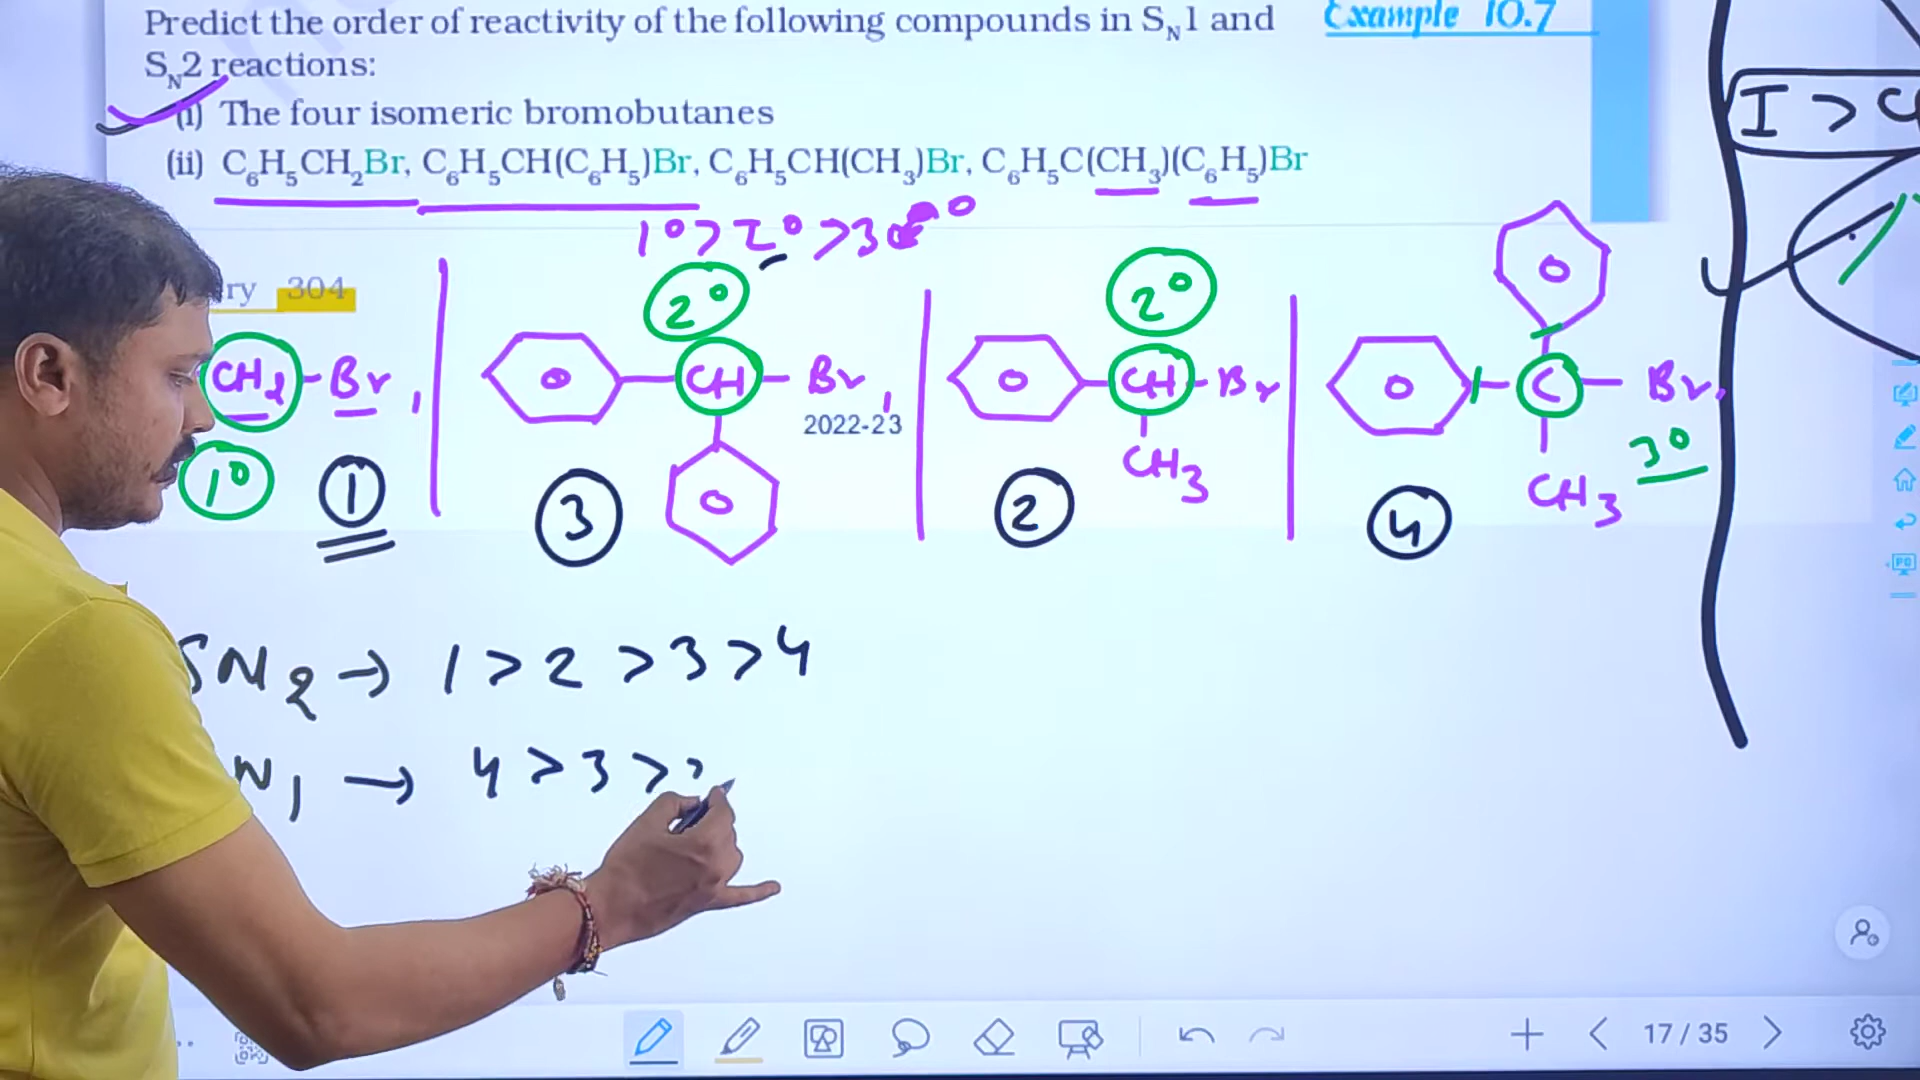 Predict the order of reactivity of the following compounds in SN1 and
SN2 reactions:
Example 10.7
(i) The four isomeric bromobutanes
(ii) C6H5CH2Br, C6H5CH(C6H5)Br, C6H5CH(CH3)Br, C6H5C(CH3)(C6H5)Br
I >
1° > 2° > 3°
ry 304
2° 2°
CH2 - Br, CH - Br, CH - Br C - Br,
2022-23
CH3 CH3 3°
1° 1 3 2 4
SN2 → 1 > 2 > 3 > 4
N1 → 4 > 3 >
17 / 35